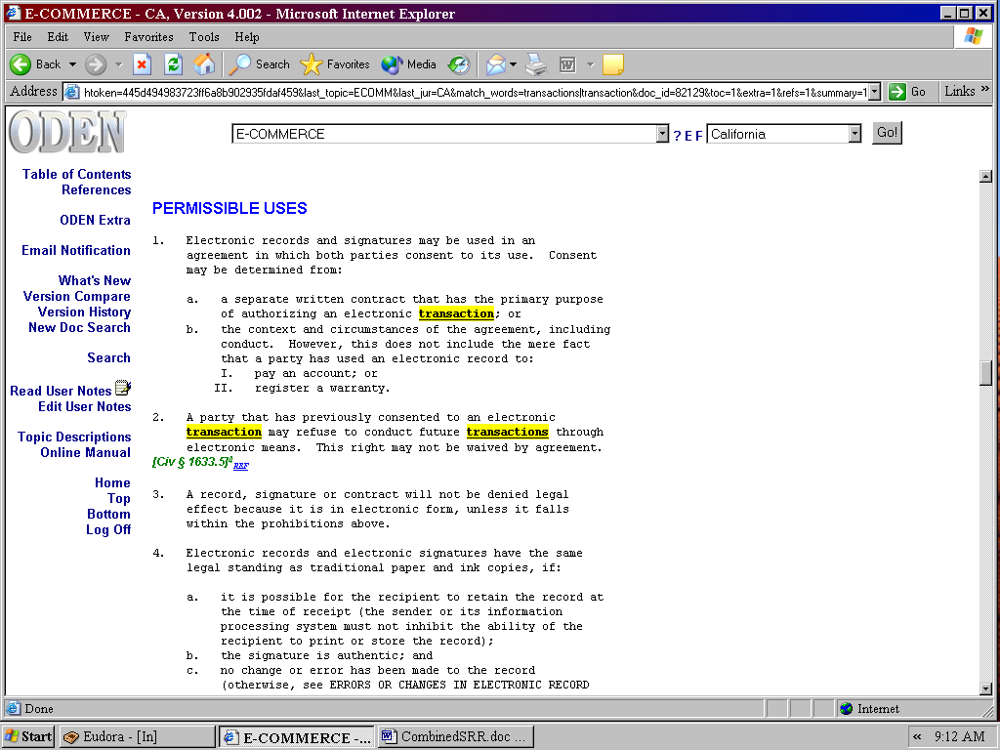 E-COMMERCE - CA, Version 4.002 - Microsoft Internet Explorer
File Edit View Favorites Tools Help
Back Search Favorites Media
Address htoken=445d494983723ff6a8b902935fdaf459&last_topic=ECOMM&last_jur=CA&match_words=transactions|transaction&doc_id=82129&toc=1&extra=1&refs=1&summary=1 Go Links »
ODEN E-COMMERCE ? E F California Go!
Table of Contents
References
ODEN Extra
Email Notification
What's New
Version Compare
Version History
New Doc Search
Search
Read User Notes
Edit User Notes
Topic Descriptions
Online Manual
Home
Top
Bottom
Log Off
PERMISSIBLE USES
1. Electronic records and signatures may be used in an
agreement in which both parties consent to its use. Consent
may be determined from:
a. a separate written contract that has the primary purpose
of authorizing an electronic transaction; or
b. the context and circumstances of the agreement, including
conduct. However, this does not include the mere fact
that a party has used an electronic record to:
I. pay an account; or
II. register a warranty.
2. A party that has previously consented to an electronic
transaction may refuse to conduct future transactions through
electronic means. This right may not be waived by agreement.
[Civ § 1633.5] REF
3. A record, signature or contract will not be denied legal
effect because it is in electronic form, unless it falls
within the prohibitions above.
4. Electronic records and electronic signatures have the same
legal standing as traditional paper and ink copies, if:
a. it is possible for the recipient to retain the record at
the time of receipt (the sender or its information
processing system must not inhibit the ability of the
recipient to print or store the record);
b. the signature is authentic; and
c. no change or error has been made to the record
(otherwise, see ERRORS OR CHANGES IN ELECTRONIC RECORD
Done Internet
Start Eudora - [In] E-COMMERCE -... CombinedSRR.doc ... « 9:12 AM